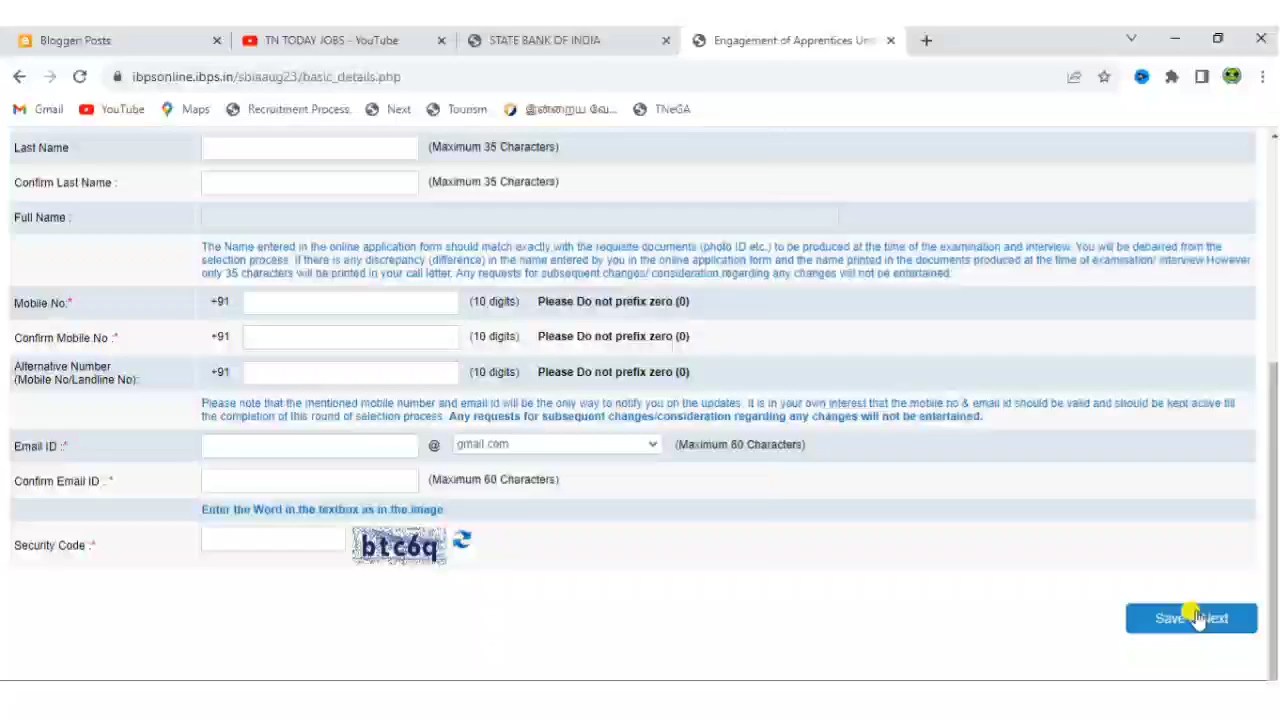 Blogger: Posts
TN TODAY JOBS - YouTube
STATE BANK OF INDIA
Engagement of Apprentices Un
ibpsonline.ibps.in/sbiaaug23/basic_details.php
Gmail
YouTube
Maps
Recruitment Process.
Next
Tourism
இன்றைய வே...
TNeGA
Last Name
(Maximum 35 Characters)
Confirm Last Name :
(Maximum 35 Characters)
Full Name :
The Name entered in the online application form should match exactly with the requisite documents (photo ID etc.) to be produced at the time of the examination and interview. You will be debarred from the
selection process. If there is any discrepancy (difference) in the name entered by you in the online application form and the name printed in the documents produced at the time of examination/ interview.However
only 35 characters will be printed in your call letter. Any requests for subsequent changes/ consideration regarding any changes will not be entertained.
Mobile No:*
+91
(10 digits)
Please Do not prefix zero (0)
Confirm Mobile No :*
+91
(10 digits)
Please Do not prefix zero (0)
Alternative Number
(Mobile No/Landline No):
+91
(10 digits)
Please Do not prefix zero (0)
Please note that the mentioned mobile number and email id will be the only way to notify you on the updates. It is in your own interest that the mobile no & email id should be valid and should be kept active till
the completion of this round of selection process. Any requests for subsequent changes/consideration regarding any changes will not be entertained.
Email ID :*
@
gmail.com
(Maximum 60 Characters)
Confirm Email ID : *
(Maximum 60 Characters)
Enter the Word in the textbox as in the image
Security Code :*
btc6q
Save Next